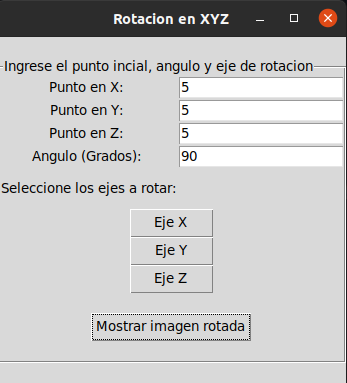 Rotacion en XYZ
Ingrese el punto incial, angulo y eje de rotacion
Punto en X: 5
Punto en Y: 5
Punto en Z: 5
Angulo (Grados): 90
Seleccione los ejes a rotar:
Eje X
Eje Y
Eje Z
Mostrar imagen rotada